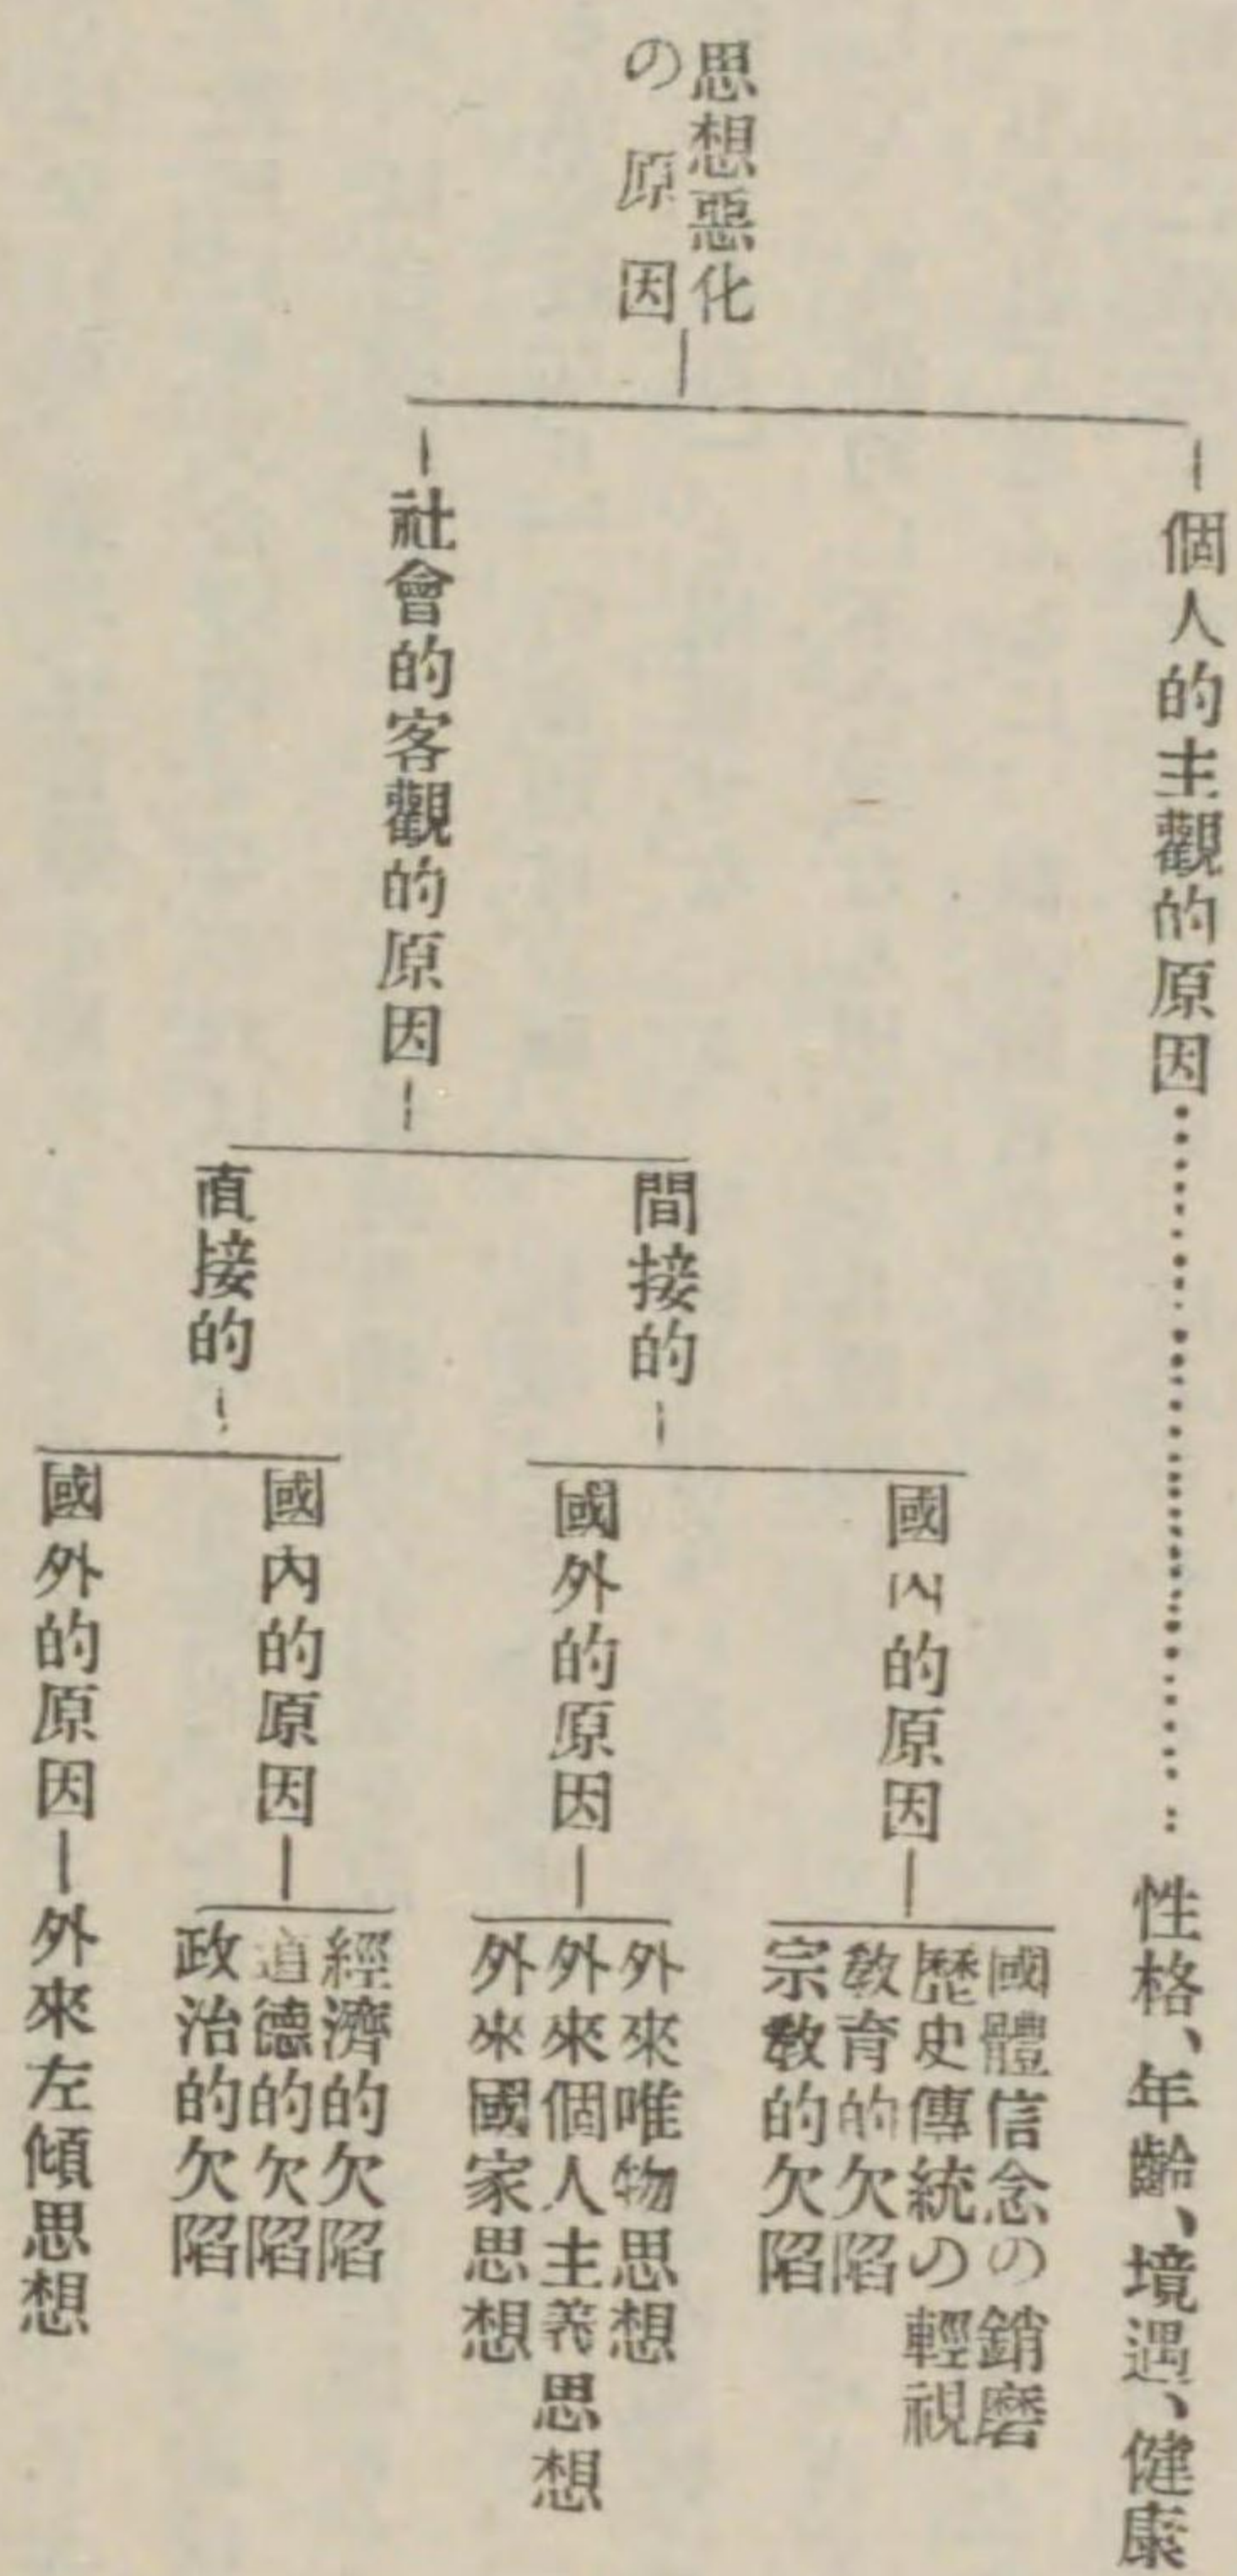 思想惡化
の原因
個人的主觀的原因
性格、年齡、境遇、健康
社會的客觀的原因
間接的
國內的原因
國體信念の銷磨
歷史傳統の輕視
敎育的欠陷
宗敎的欠陷
國外的原因
外來唯物思想
外來個人主義思想
外來國家思想
直接的
國內的原因
經濟的欠陷
道德的欠陷
政治的欠陷
國外的原因
外來左傾思想